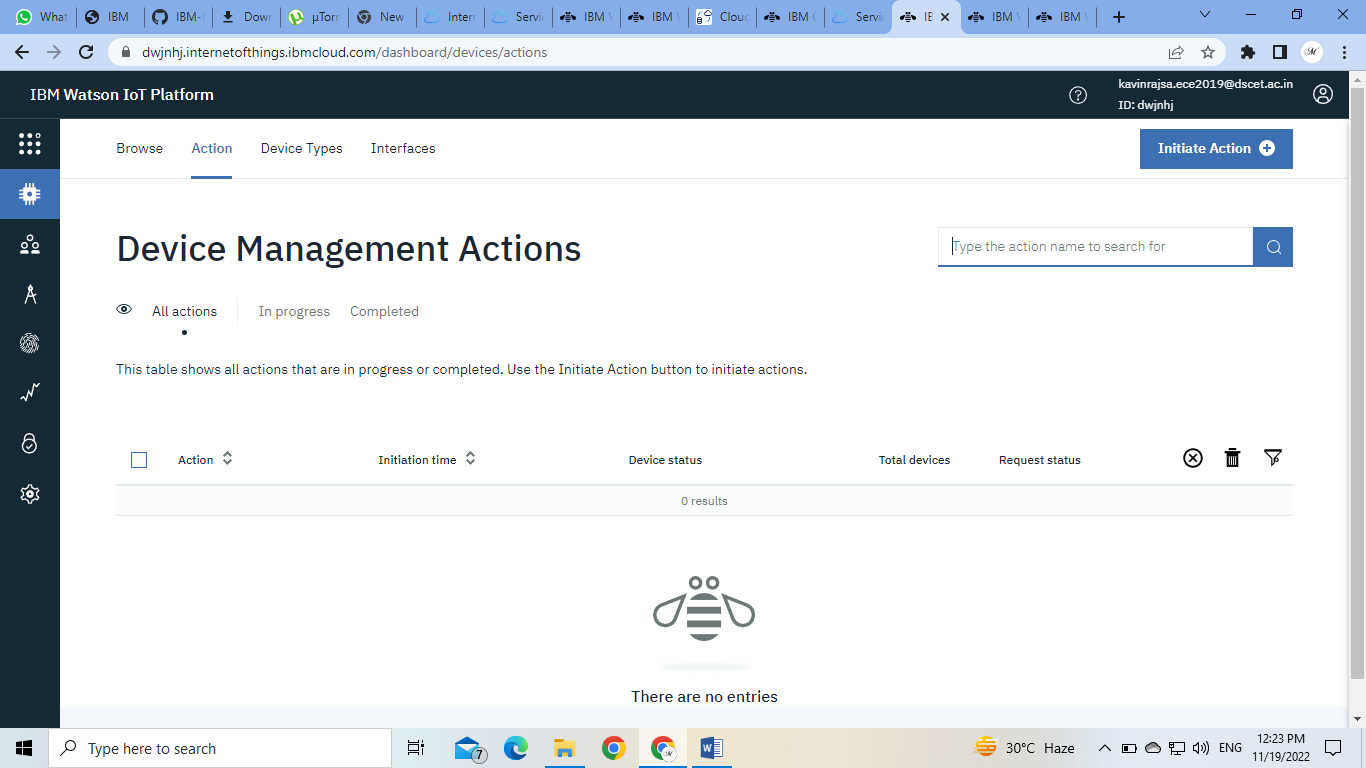 What
IBM
IBM-
Dow
µTorr
New
Inter
Servi
IBM
IBM
Clou
IBM
Servi
IBM
IBM
dwjnhj.internetofthings.ibmcloud.com/dashboard/devices/actions
IBM Watson IoT Platform
kavinrajsa.ece2019@dscet.ac.in
ID: dwjnhj
Browse Action Device Types Interfaces
Initiate Action
Device Management Actions
Type the action name to search for
All actions In progress Completed
This table shows all actions that are in progress or completed. Use the Initiate Action button to initiate actions.
Action Initiation time Device status Total devices Request status
0 results
There are no entries
Type here to search
7
30°C Haze
ENG
12:23 PM
11/19/2022